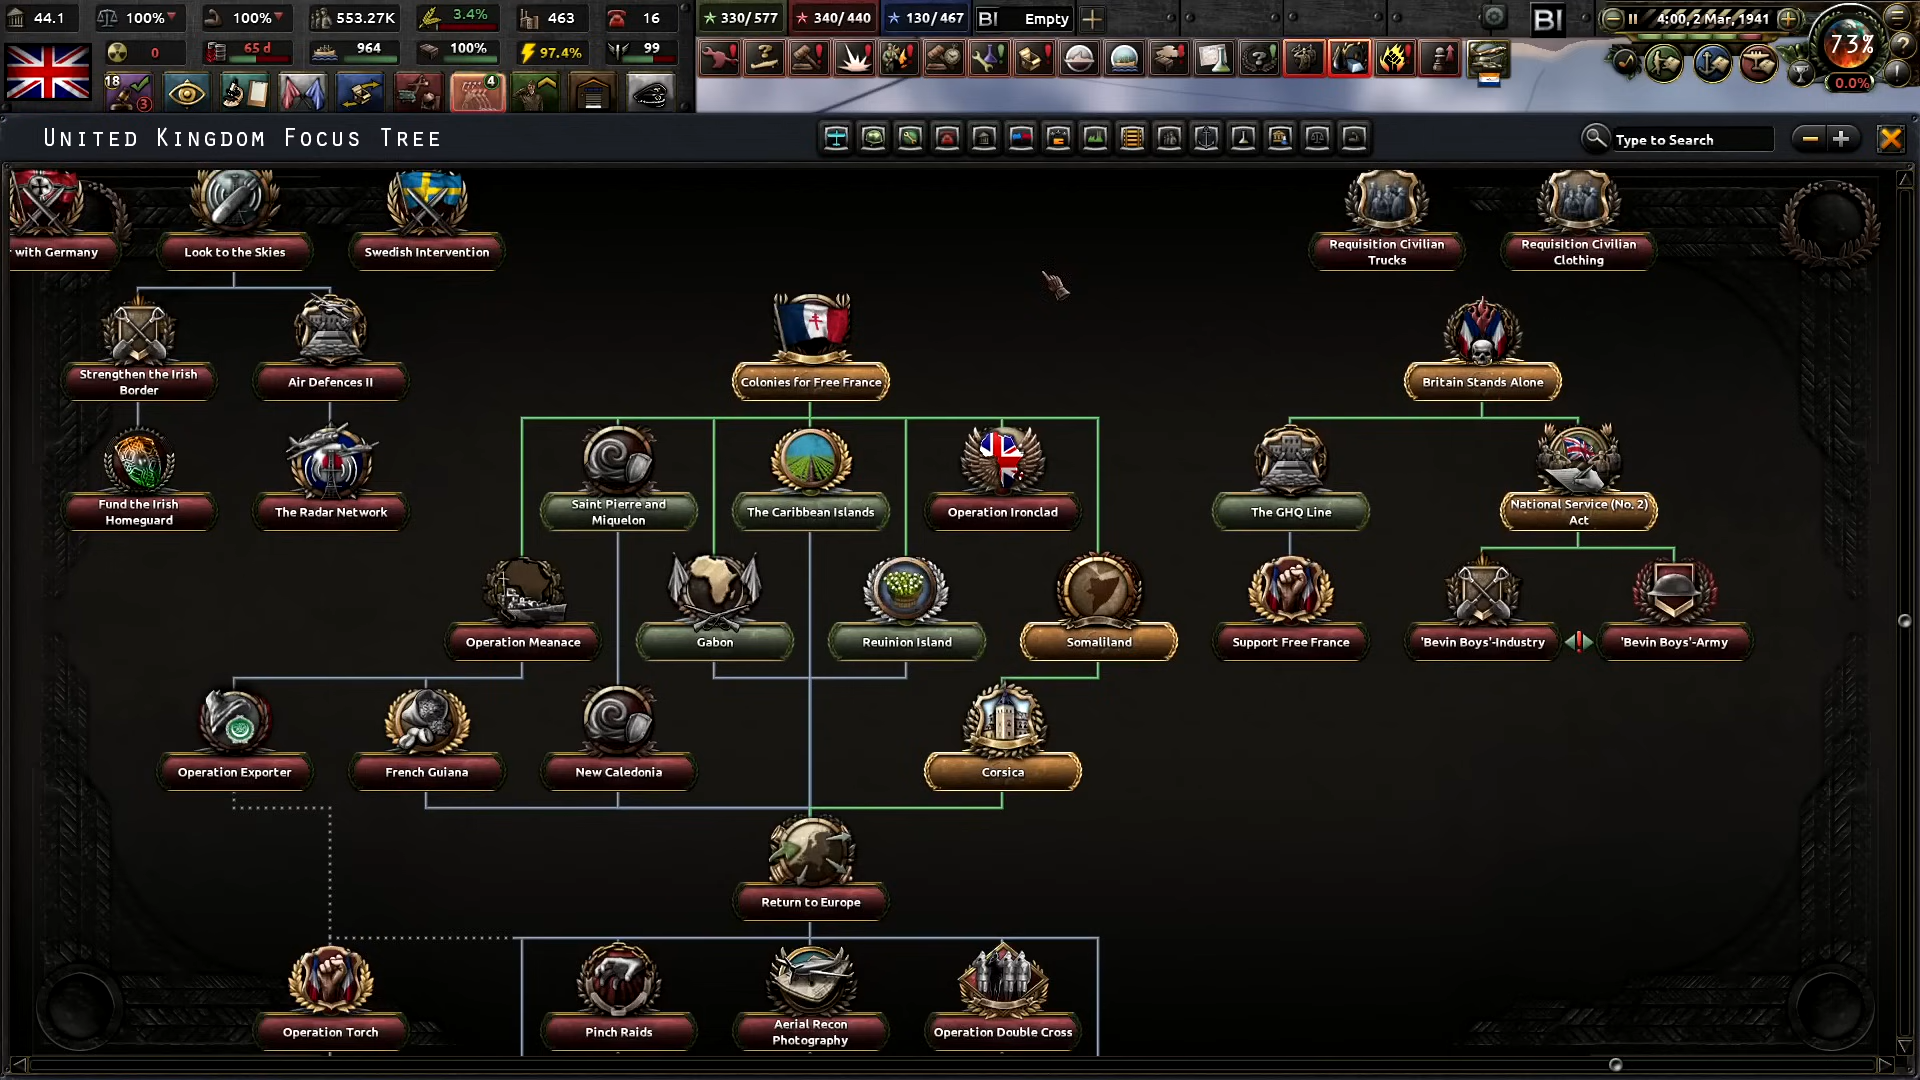 44.1
100%
100%
553.27K
3.4%
463
16
330/577
340/440
130/467
BI
Empty
BI
4:00, 2 Mar, 1941
0
65 d
964
100%
97.4%
99
73%
0.0%
18
3
4
United Kingdom Focus Tree
Type to Search
with Germany
Look to the Skies
Swedish Intervention
Requisition Civilian
Trucks
Requisition Civilian
Clothing
Strengthen the Irish
Border
Air Defences II
Colonies for Free France
Britain Stands Alone
Fund the Irish
Homeguard
The Radar Network
Saint Pierre and
Miquelon
The Caribbean Islands
Operation Ironclad
The GHQ Line
National Service (No. 2)
Act
Operation Meanace
Gabon
Reuinion Island
Somaliland
Support Free France
'Bevin Boys'-Industry
'Bevin Boys'-Army
Operation Exporter
French Guiana
New Caledonia
Corsica
Return to Europe
Operation Torch
Pinch Raids
Aerial Recon
Photography
Operation Double Cross